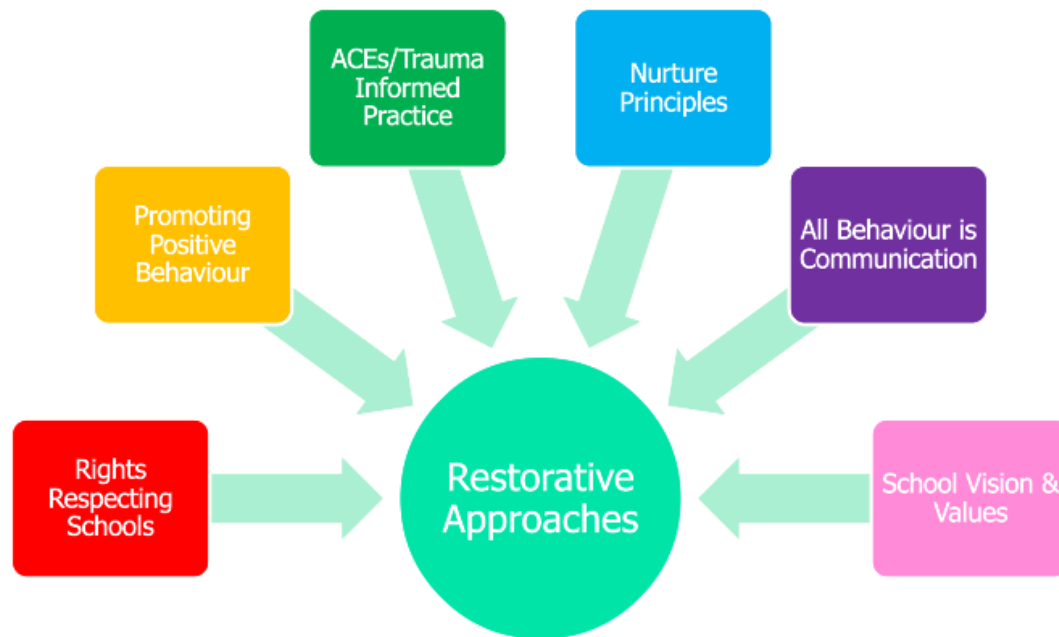 ACEs/Trauma
Informed
Practice
Nurture
Principles
Promoting
Positive
Behaviour
All Behaviour is
Communication
Rights
Respecting
Schools
Restorative
Approaches
School Vision &
Values